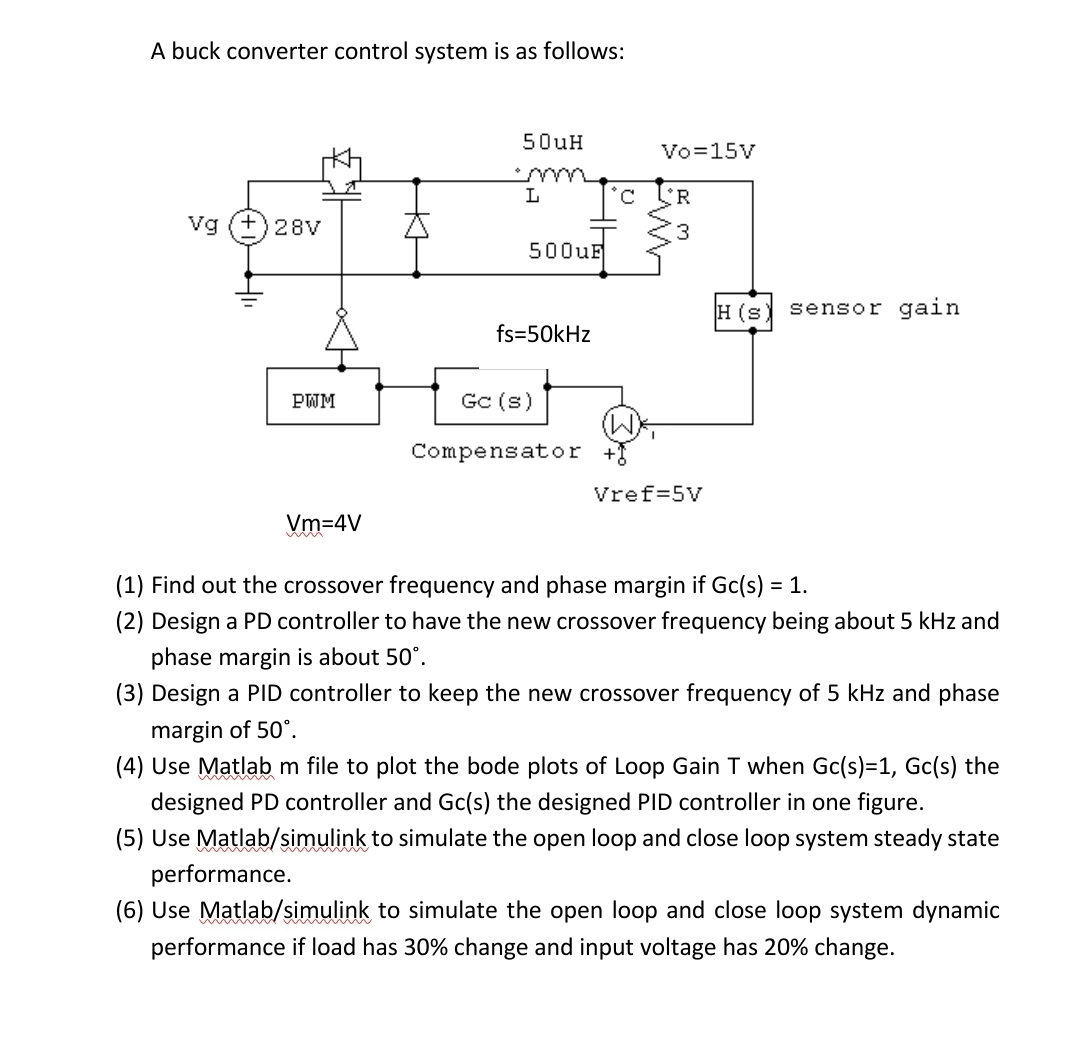 A buck converter control system is as follows:
50uH
Vo=15V
L
C
R
Vg
+
28V
3
500uF
H(s)
sensor gain
fs=50kHz
PWM
Gc(s)
Compensator
+
Vref=5V
Vm=4V
(1) Find out the crossover frequency and phase margin if Gc(s) = 1.
(2) Design a PD controller to have the new crossover frequency being about 5 kHz and
phase margin is about 50°.
(3) Design a PID controller to keep the new crossover frequency of 5 kHz and phase
margin of 50°.
(4) Use Matlab m file to plot the bode plots of Loop Gain T when Gc(s)=1, Gc(s) the
designed PD controller and Gc(s) the designed PID controller in one figure.
(5) Use Matlab/simulink to simulate the open loop and close loop system steady state
performance.
(6) Use Matlab/simulink to simulate the open loop and close loop system dynamic
performance if load has 30% change and input voltage has 20% change.